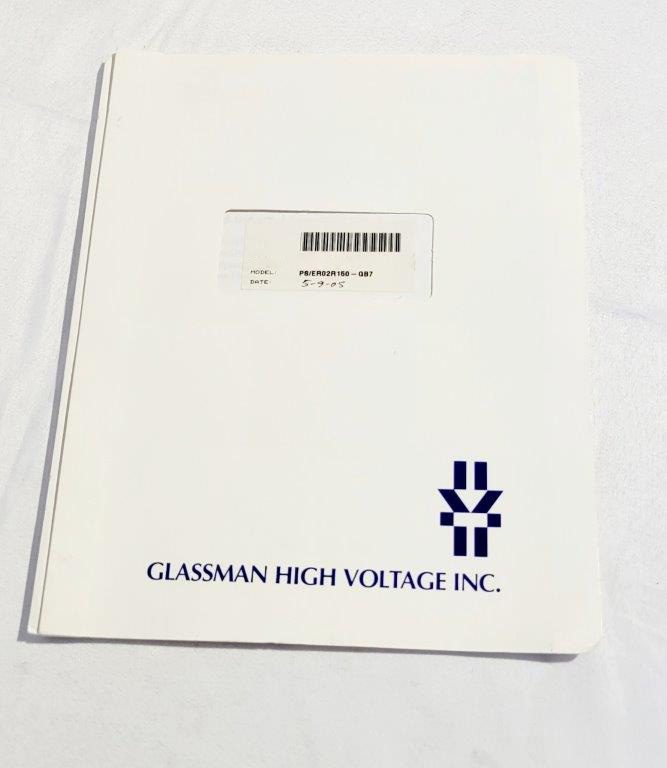 MODEL: PS/ER02R150-GB7
DATE: 5-9-05
GLASSMAN HIGH VOLTAGE INC.